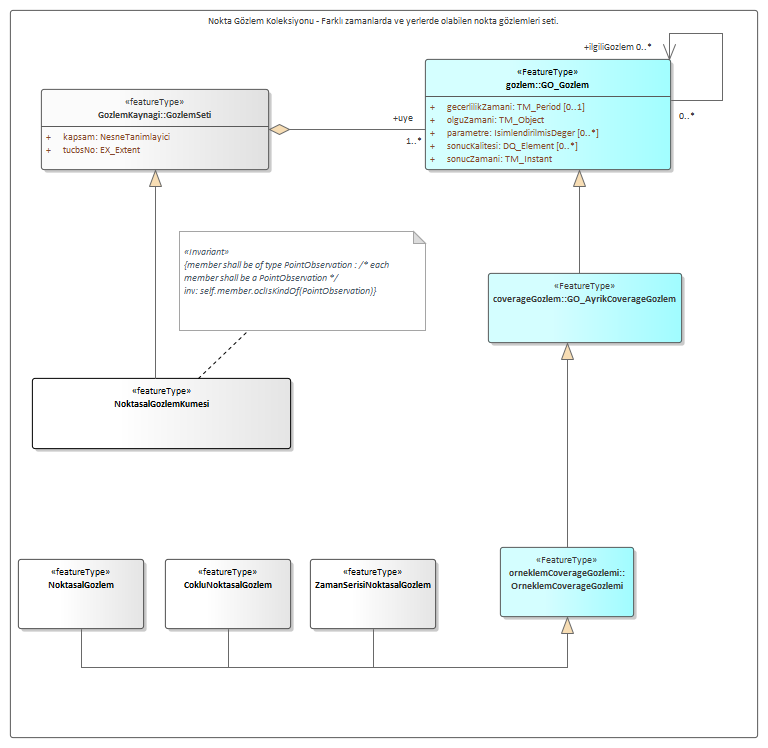 Nokta Gözlem Koleksiyonu - Farklı zamanlarda ve yerlerde olabilen nokta gözlemleri seti.
+ilgiliGozlem 0..*
0..*
«FeatureType»
gozlem::GO_Gozlem
+ gecerlilikZamani: TM_Period [0..1]
+ olguZamani: TM_Object
+ parametre: IsimlendirilmisDeger [0..*]
+ sonucKalitesi: DQ_Element [0..*]
+ sonucZamani: TM_Instant
«featureType»
GozlemKaynagi::GozlemSeti
+ kapsam: NesneTanimlayici
+ tucbsNo: EX_Extent
+uye
1..*
«Invariant»
{member shall be of type PointObservation : /* each
member shall be a PointObservation */
inv: self.member.oclIsKindOf(PointObservation)}
«FeatureType»
coverageGozlem::GO_AyrikCoverageGozlem
«featureType»
NoktasalGozlemKumesi
«featureType»
NoktasalGozlem
«featureType»
CokluNoktasalGozlem
«featureType»
ZamanSerisiNoktasalGozlem
«FeatureType»
orneklemCoverageGozlemi::
OrneklemCoverageGozlemi